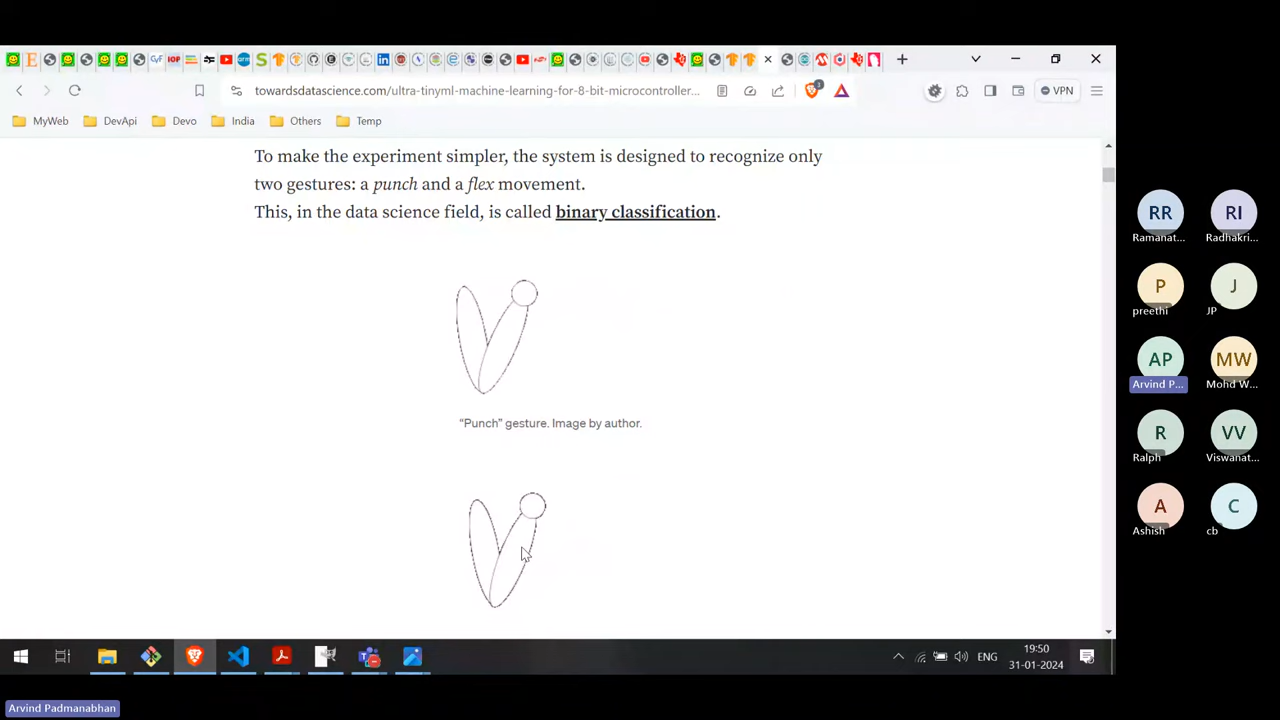 towardsdatascience.com/ultra-tinyml-machine-learning-for-8-bit-microcontroller...
1
VPN
MyWeb
DevApi
Devo
India
Others
Temp
To make the experiment simpler, the system is designed to recognize only
two gestures: a punch and a flex movement.
This, in the data science field, is called binary classification.
“Punch” gesture. Image by author.
RR
Ramanat...
RI
Radhakri...
P
preethi
J
JP
AP
Arvind P...
MW
Mohd W...
R
Ralph
VV
Viswanat...
A
Ashish
C
cb
ENG
19:50
31-01-2024
Arvind Padmanabhan